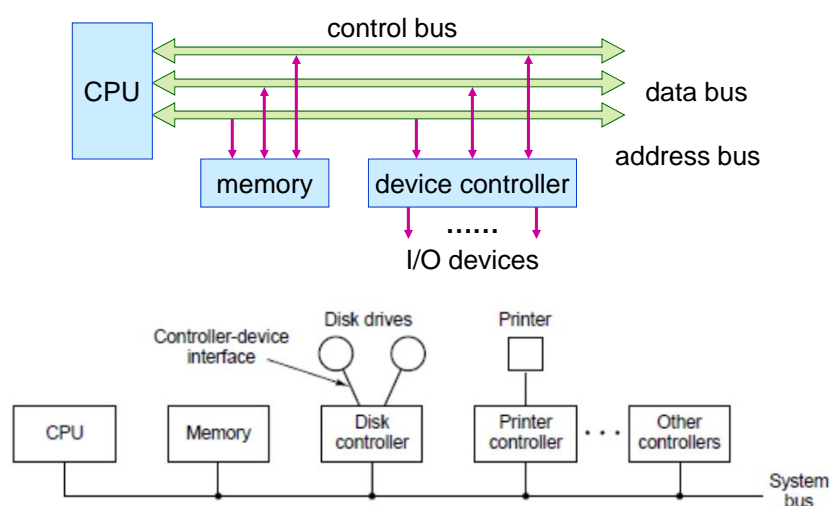 control bus
CPU
data bus
address bus
memory
device controller
......
I/O devices
Disk drives
Printer
Controller-device
interface
CPU
Memory
Disk
controller
Printer
controller
. . .
Other
controllers
System
bus